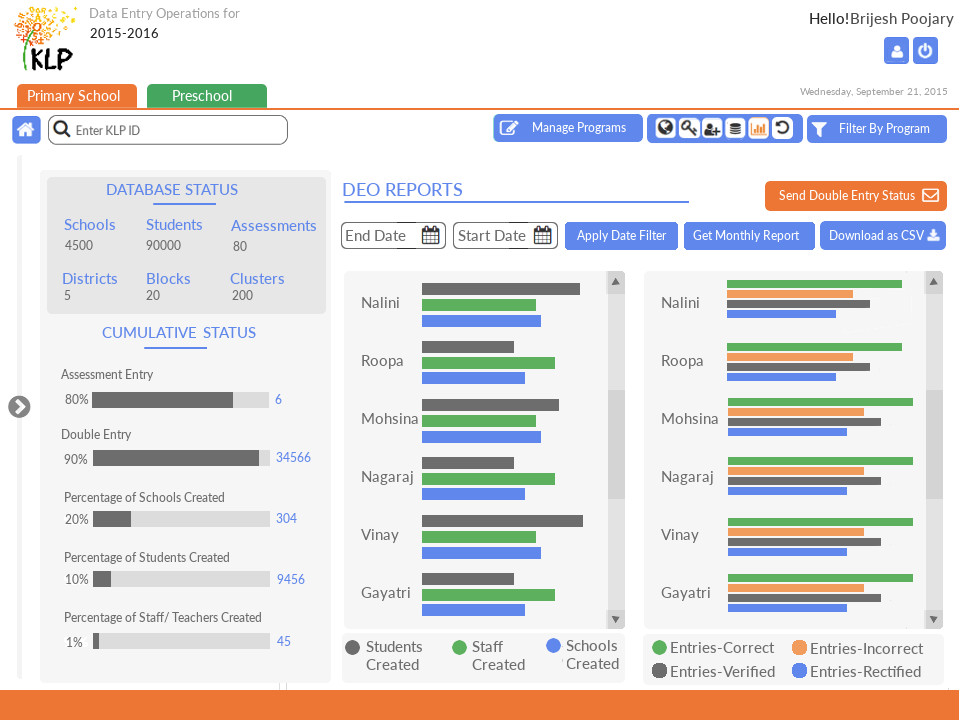 Data Entry Operations for
2015-2016
Hello!Brijesh Poojary
KLP
Primary School
Preschool
Wednesday, September 21, 2015
Enter KLP ID
Manage Programs
Filter By Program
DATABASE STATUS
Schools Students Assessments
4500 90000 80
Districts Blocks Clusters
5 20 200
CUMULATIVE STATUS
Assessment Entry
80% 6
Double Entry
90% 34566
Percentage of Schools Created
20% 304
Percentage of Students Created
10% 9456
Percentage of Staff/ Teachers Created
1% 45
DEO REPORTS
Send Double Entry Status
End Date
Start Date
Apply Date Filter
Get Monthly Report
Download as CSV
Nalini
Roopa
Mohsina
Nagaraj
Vinay
Gayatri
Students
Created
Staff
Created
Schools
Created
Nalini
Roopa
Mohsina
Nagaraj
Vinay
Gayatri
Entries-Correct
Entries-Incorrect
Entries-Verified
Entries-Rectified